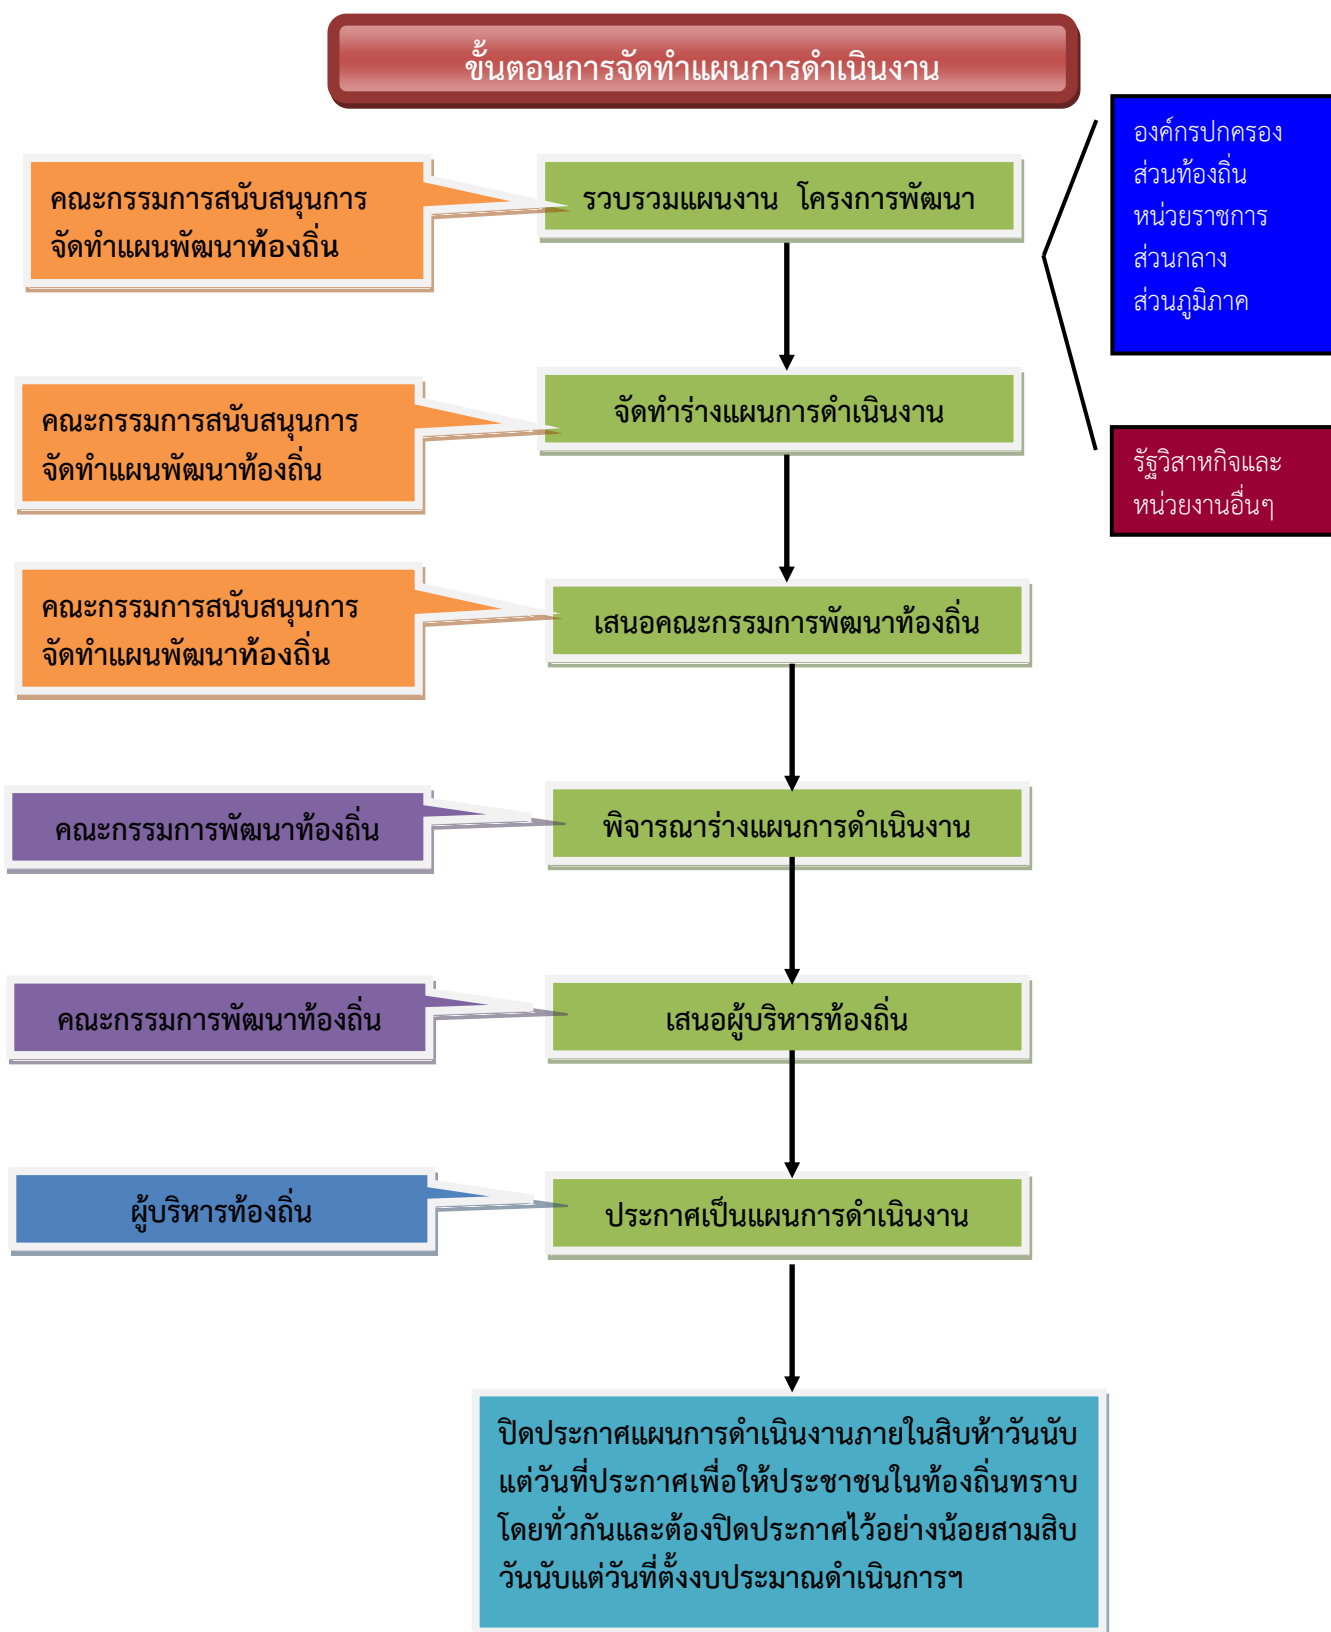 ขั้นตอนการจัดทำแผนการดำเนินงาน
องค์กรปกครอง
ส่วนท้องถิ่น
หน่วยราชการ
ส่วนกลาง
ส่วนภูมิภาค
คณะกรรมการสนับสนุนการ
จัดทำแผนพัฒนาท้องถิ่น
รวบรวมแผนงาน โครงการพัฒนา
คณะกรรมการสนับสนุนการ
จัดทำแผนพัฒนาท้องถิ่น
จัดทำร่างแผนการดำเนินงาน
รัฐวิสาหกิจและ
หน่วยงานอื่นๆ
คณะกรรมการสนับสนุนการ
จัดทำแผนพัฒนาท้องถิ่น
เสนอคณะกรรมการพัฒนาท้องถิ่น
คณะกรรมการพัฒนาท้องถิ่น
พิจารณาร่างแผนการดำเนินงาน
คณะกรรมการพัฒนาท้องถิ่น
เสนอผู้บริหารท้องถิ่น
ผู้บริหารท้องถิ่น
ประกาศเป็นแผนการดำเนินงาน
ปิดประกาศแผนการดำเนินงานภายในสิบห้าวันนับ
แต่วันที่ประกาศเพื่อให้ประชาชนในท้องถิ่นทราบ
โดยทั่วกันและต้องปิดประกาศไว้อย่างน้อยสามสิบ
วันนับแต่วันที่ตั้งงบประมาณดำเนินการฯ